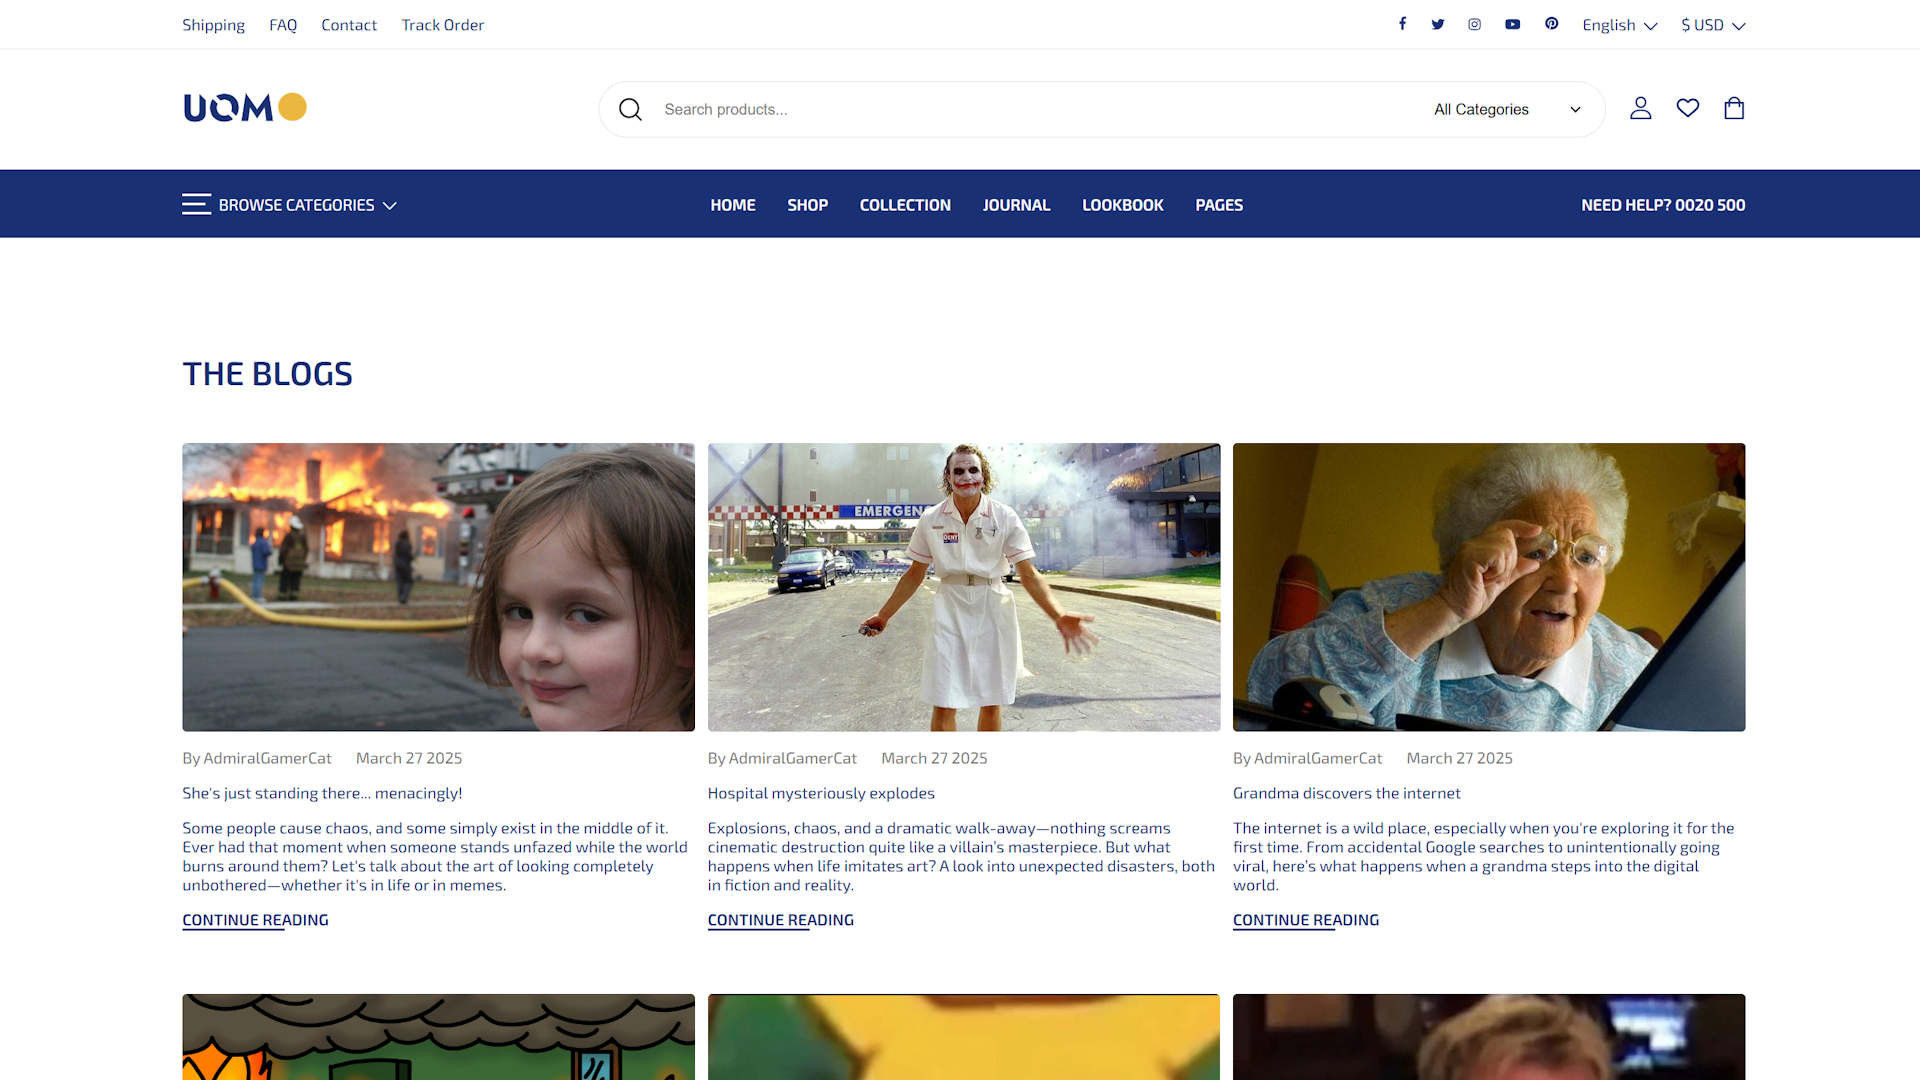 Shipping FAQ Contact Track Order English $ USD
UOMO
Search products... All Categories
BROWSE CATEGORIES HOME SHOP COLLECTION JOURNAL LOOKBOOK PAGES NEED HELP? 0020 500
THE BLOGS
EMERGEN
DENT
By AdmiralGamerCat March 27 2025
She's just standing there... menacingly!
Some people cause chaos, and some simply exist in the middle of it.
Ever had that moment when someone stands unfazed while the world
burns around them? Let's talk about the art of looking completely
unbothered—whether it's in life or in memes.
CONTINUE READING
By AdmiralGamerCat March 27 2025
Hospital mysteriously explodes
Explosions, chaos, and a dramatic walk-away—nothing screams
cinematic destruction quite like a villain’s masterpiece. But what
happens when life imitates art? A look into unexpected disasters, both
in fiction and reality.
CONTINUE READING
By AdmiralGamerCat March 27 2025
Grandma discovers the internet
The internet is a wild place, especially when you're exploring it for the
first time. From accidental Google searches to unintentionally going
viral, here’s what happens when a grandma steps into the digital
world.
CONTINUE READING